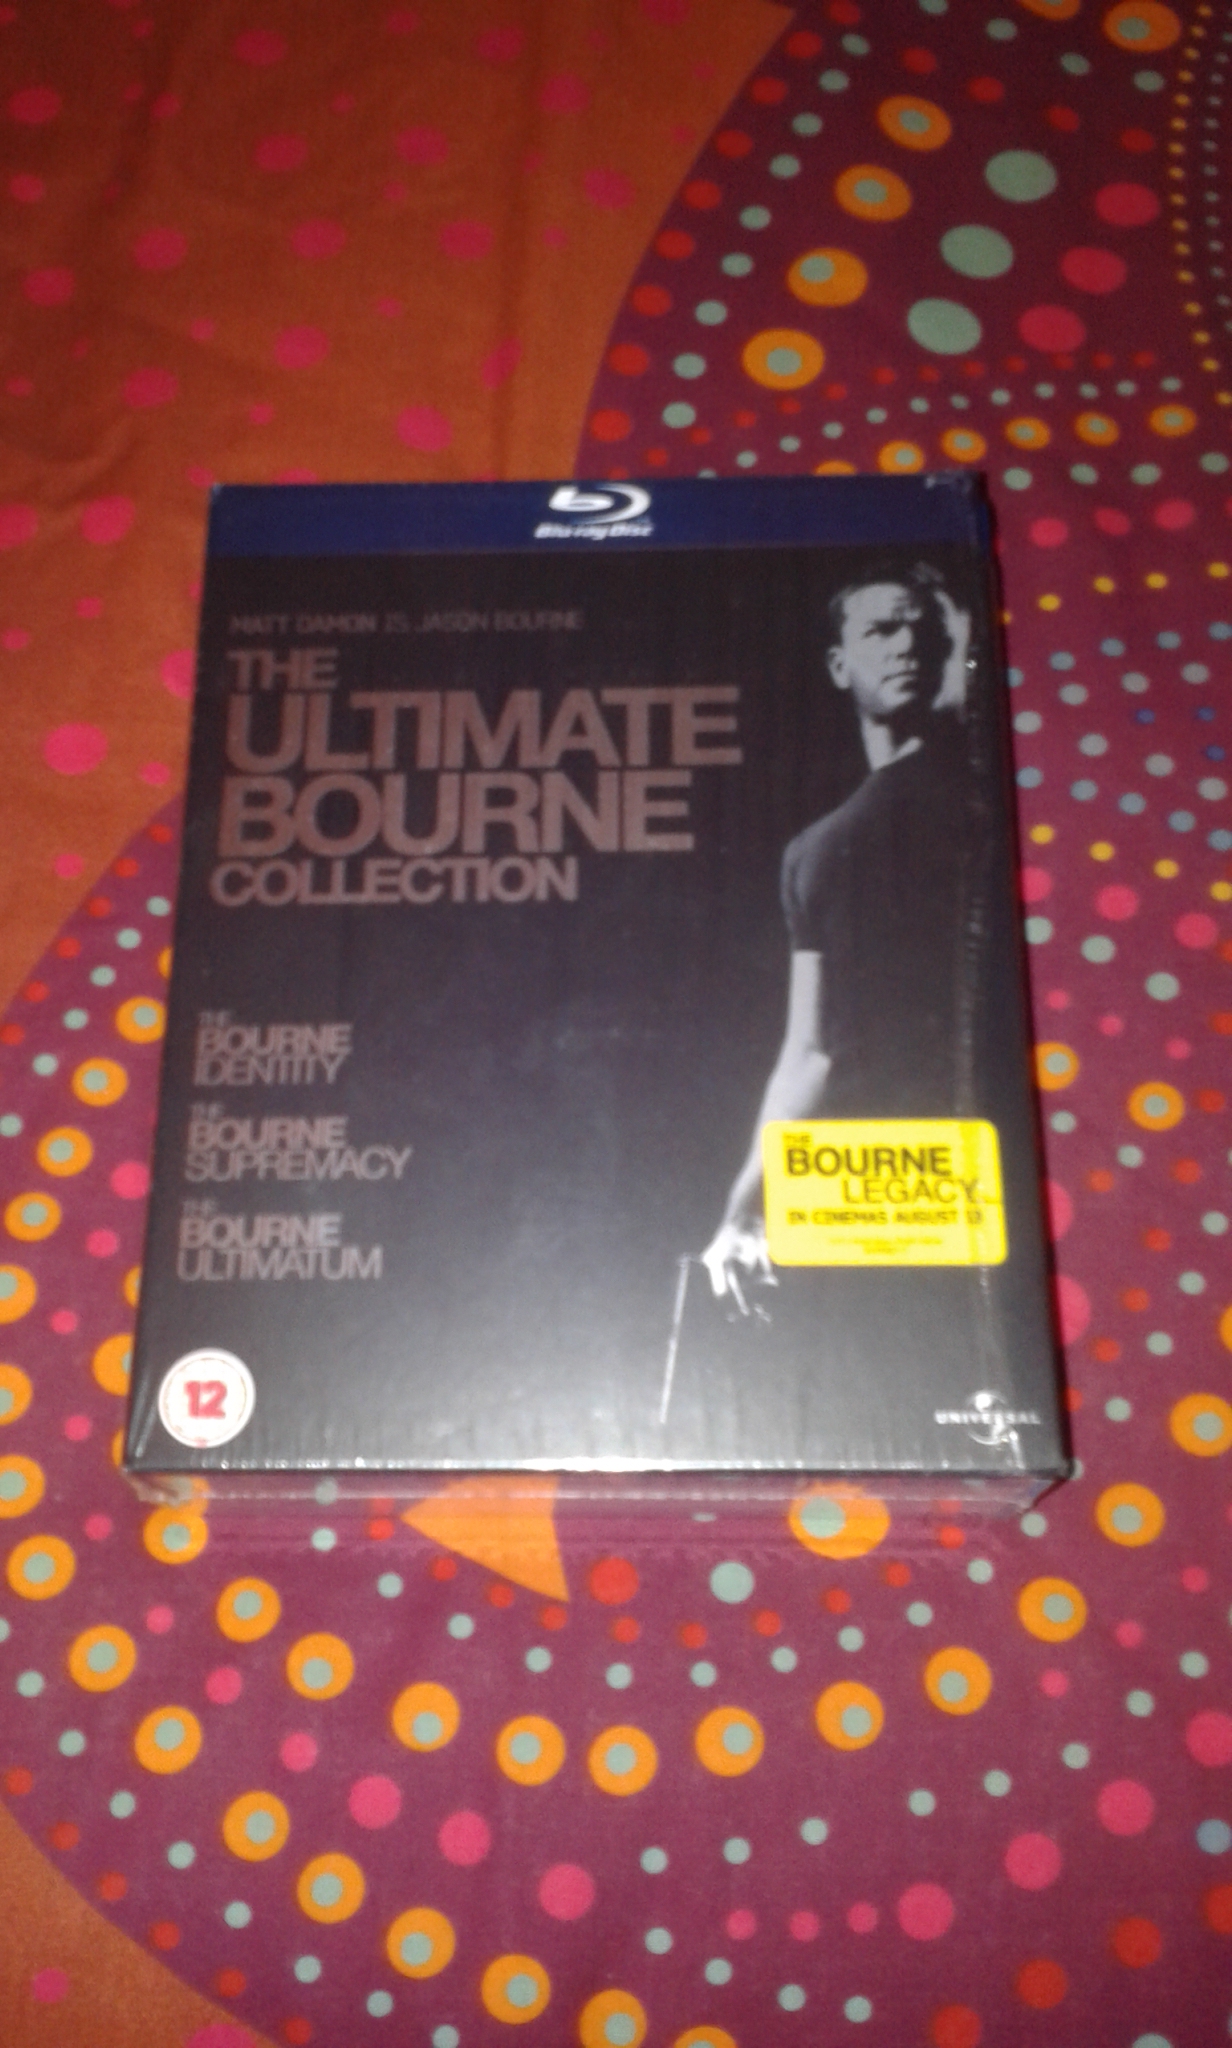 Blu-ray Disc
MATT DAMON IS JASON BOURNE
THE
ULTIMATE
BOURNE
COLLECTION
THE
BOURNE
IDENTITY
THE
BOURNE
SUPREMACY
THE
BOURNE
ULTIMATUM
THE
BOURNE
LEGACY
IN CINEMAS AUGUST 13
12
UNIVERSAL